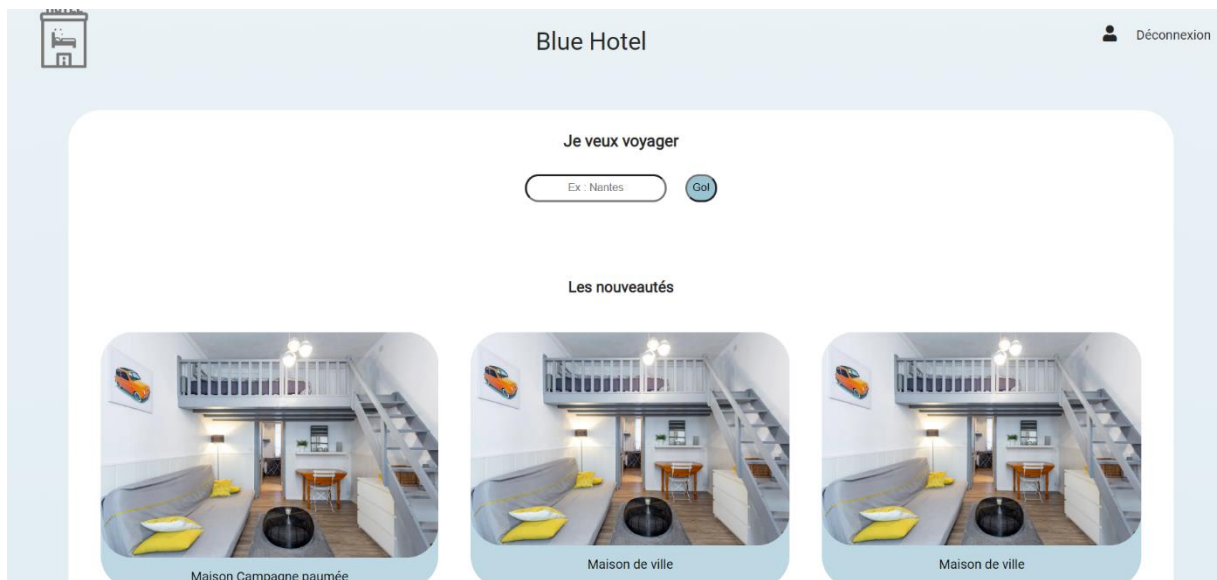 HOTEL
Blue Hotel
Déconnexion
Je veux voyager
Ex : Nantes
Go!
Les nouveautés
Maison Campagne paumée
Maison de ville
Maison de ville